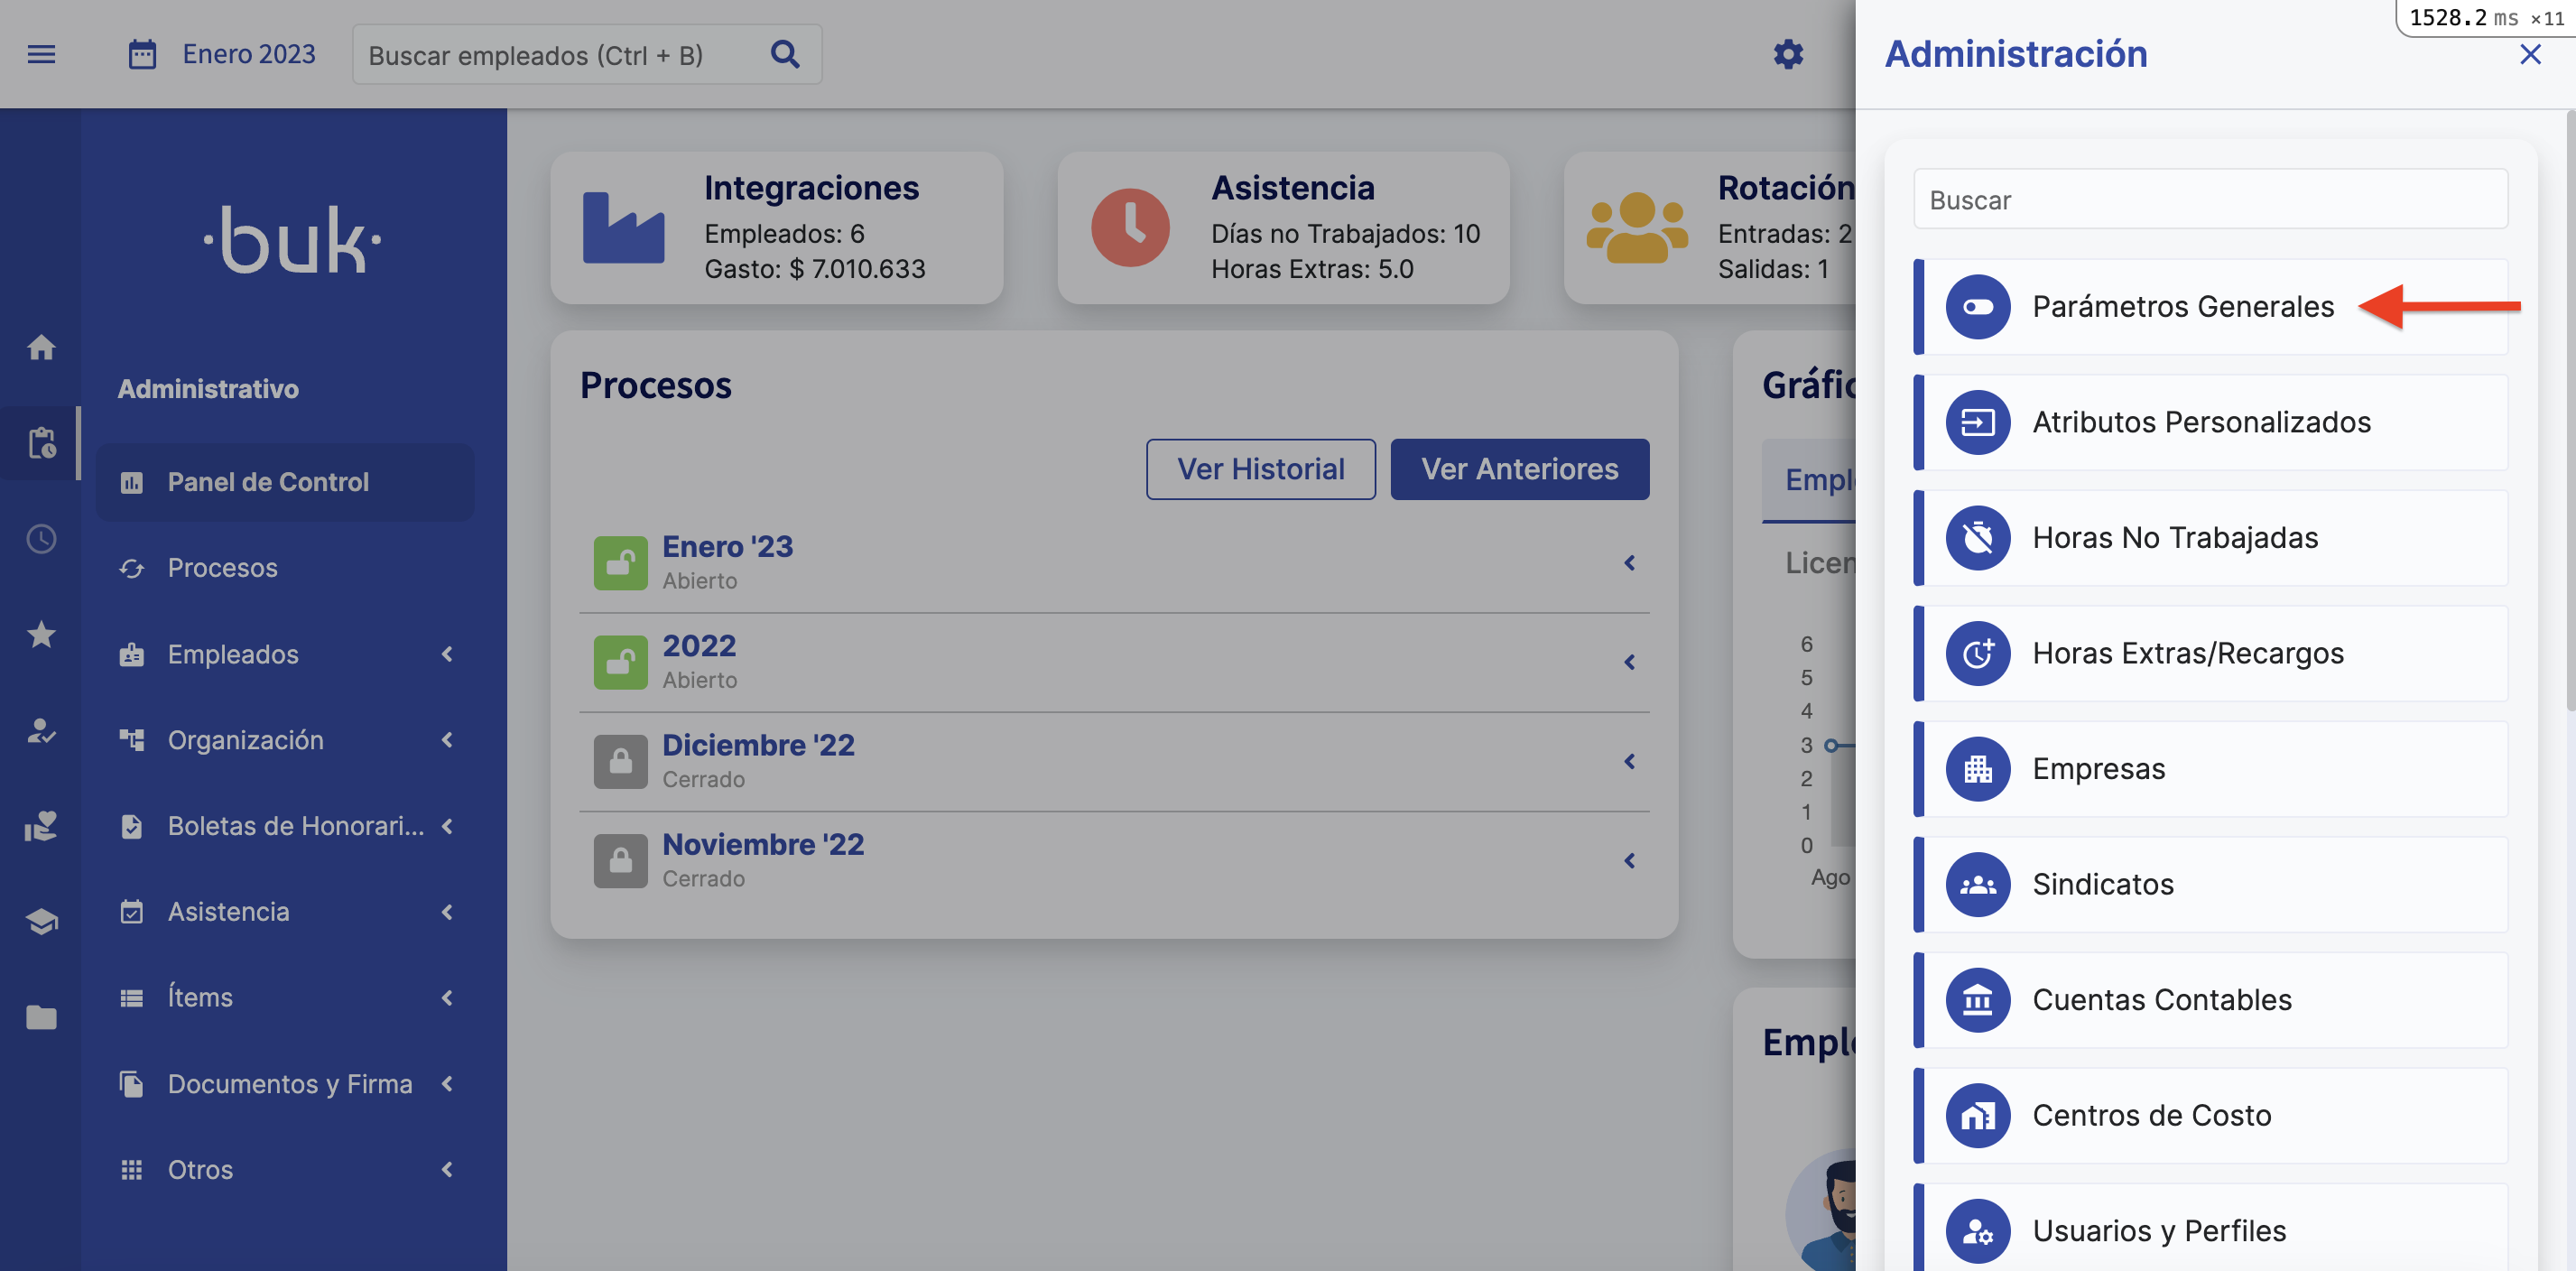 Enero 2023
Buscar empleados (Ctrl + B)
1528.2 ms ×11
Administración
buk
Administrativo
Panel de Control
Procesos
Empleados
Organización
Boletas de Honorari...
Asistencia
Ítems
Documentos y Firma
Otros
Integraciones
Empleados: 6
Gasto: $ 7.010.633
Asistencia
Días no Trabajados: 10
Horas Extras: 5.0
Rotación
Entradas: 2
Salidas: 1
Procesos
Ver Historial
Ver Anteriores
Enero '23
Abierto
2022
Abierto
Diciembre '22
Cerrado
Noviembre '22
Cerrado
Gráfic
Emple
Licen
6
5
4
3
2
1
0
Ago
Emple
Buscar
Parámetros Generales
Atributos Personalizados
Horas No Trabajadas
Horas Extras/Recargos
Empresas
Sindicatos
Cuentas Contables
Centros de Costo
Usuarios y Perfiles